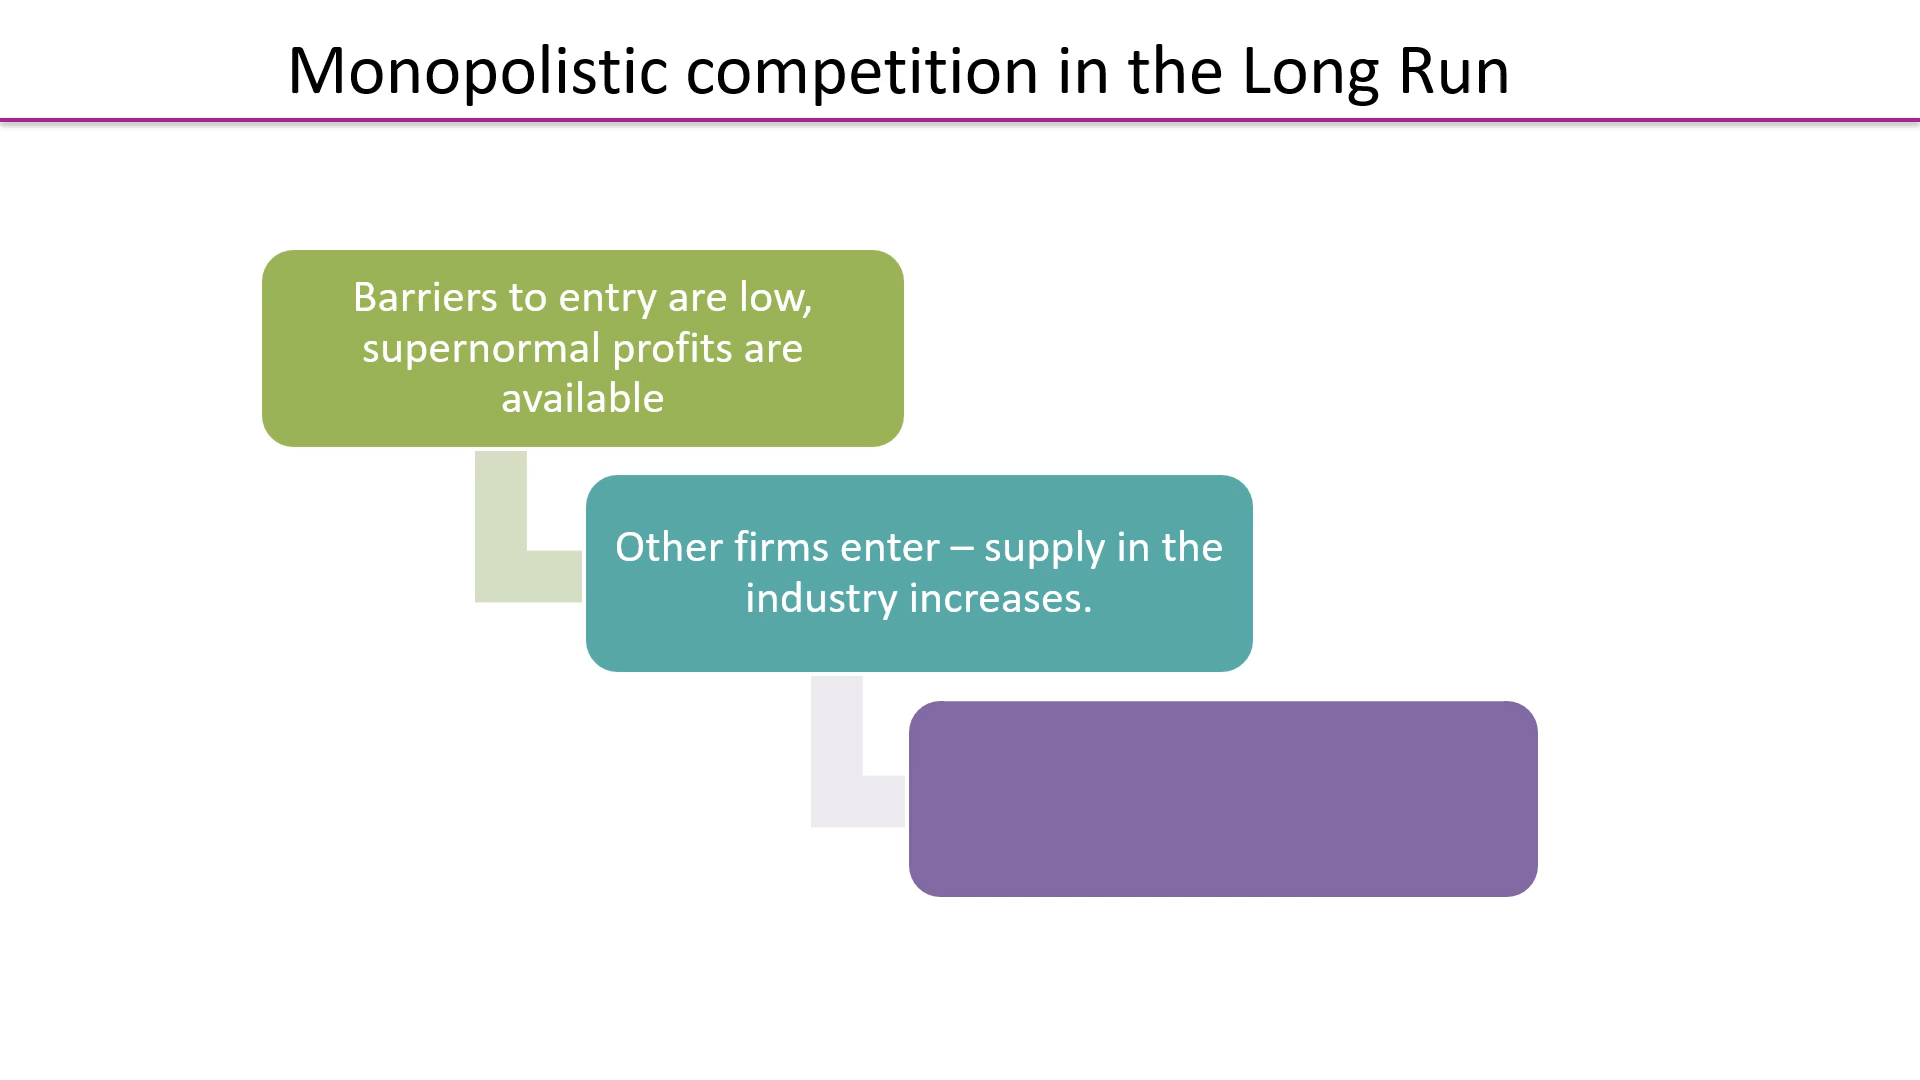 Monopolistic competition in the Long Run
Barriers to entry are low,
supernormal profits are
available
Other firms enter – supply in the
industry increases.